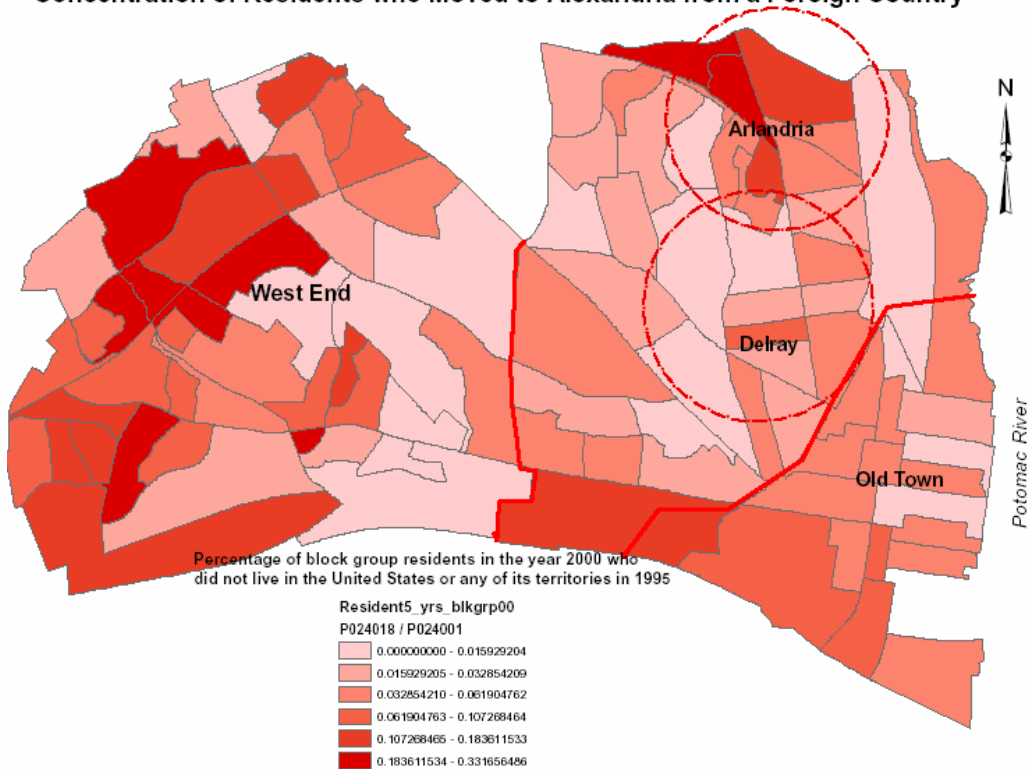 Concentration of Residents who Moved to Alexandria from a Foreign Country
N
Arlandria
West End
Delray
Potomac River
Old Town
Percentage of block group residents in the year 2000 who
did not live in the United States or any of its territories in 1995
Resident5_yrs_blkgrp00
P024018 / P024001
0.000000000 - 0.015929204
0.015929205 - 0.032854209
0.032854210 - 0.061904762
0.061904763 - 0.107268464
0.107268465 - 0.183611533
0.183611534 - 0.331656486